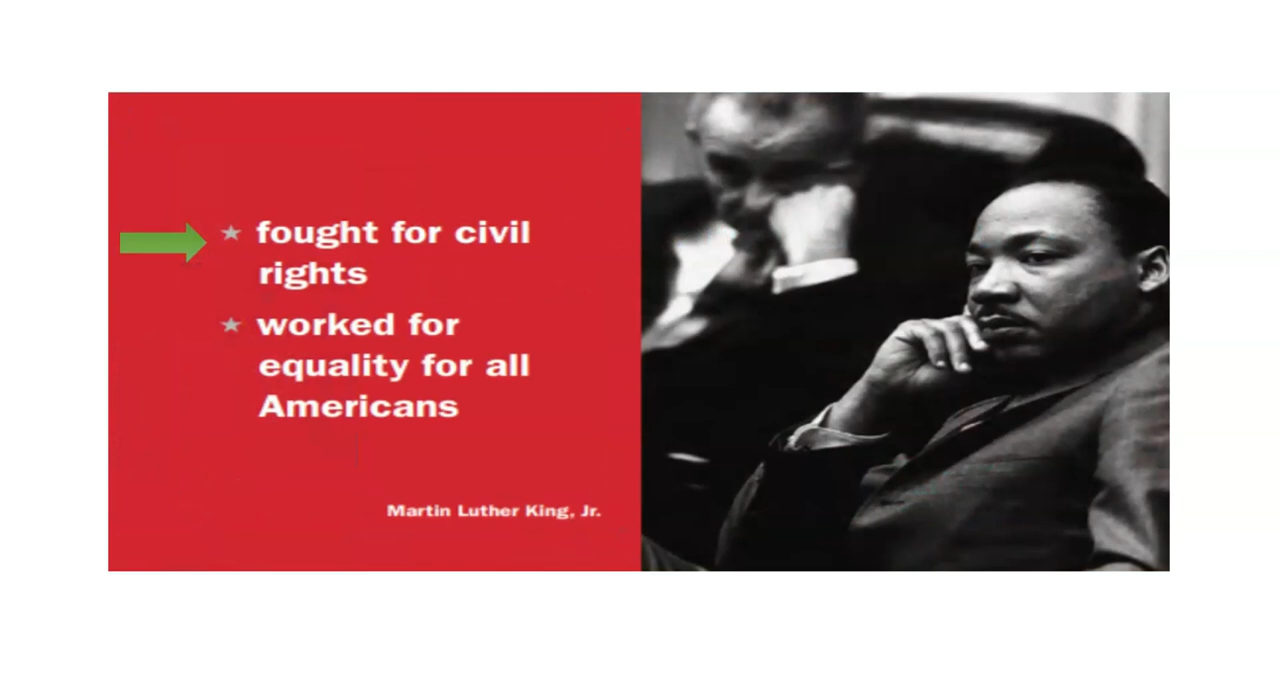 fought for civil
rights
worked for
equality for all
Americans
Martin Luther King, Jr.